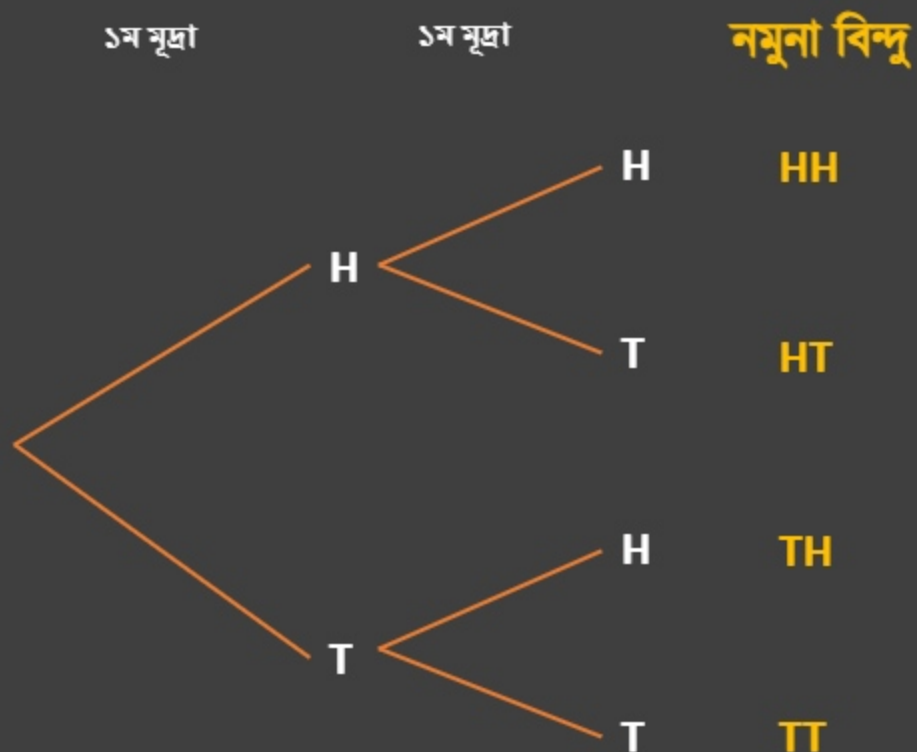 ১ম মূদ্রা ১ম মূদ্রা নমুনা বিন্দু
H HH
H
T HT
H TH
T
T TT